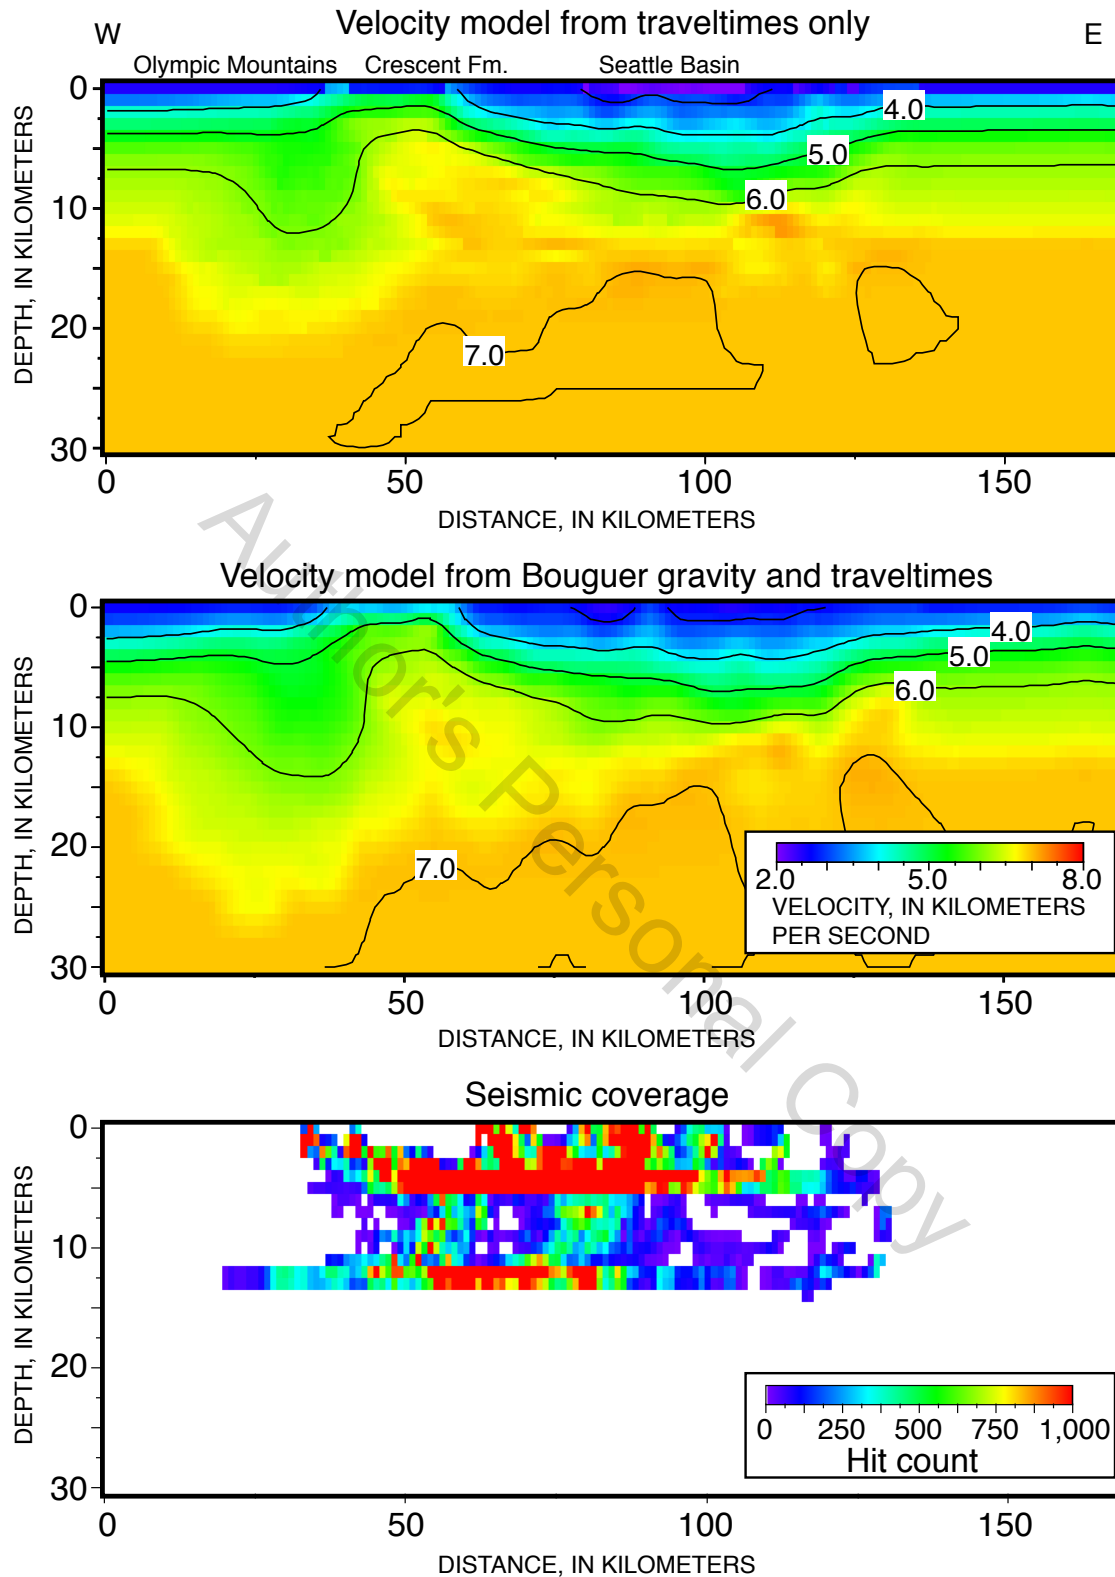 Velocity model from traveltimes only
W
E
Olympic Mountains Crescent Fm. Seattle Basin
0
10
20
30
DEPTH, IN KILOMETERS
4.0
5.0
6.0
7.0
0 50 100 150
DISTANCE, IN KILOMETERS
Velocity model from Bouguer gravity and traveltimes
0
10
20
30
DEPTH, IN KILOMETERS
4.0
5.0
6.0
7.0
2.0 5.0 8.0
VELOCITY, IN KILOMETERS
PER SECOND
0 50 100 150
DISTANCE, IN KILOMETERS
Seismic coverage
0
10
20
30
DEPTH, IN KILOMETERS
0 250 500 750 1,000
Hit count
0 50 100 150
DISTANCE, IN KILOMETERS
Author's Personal Copy